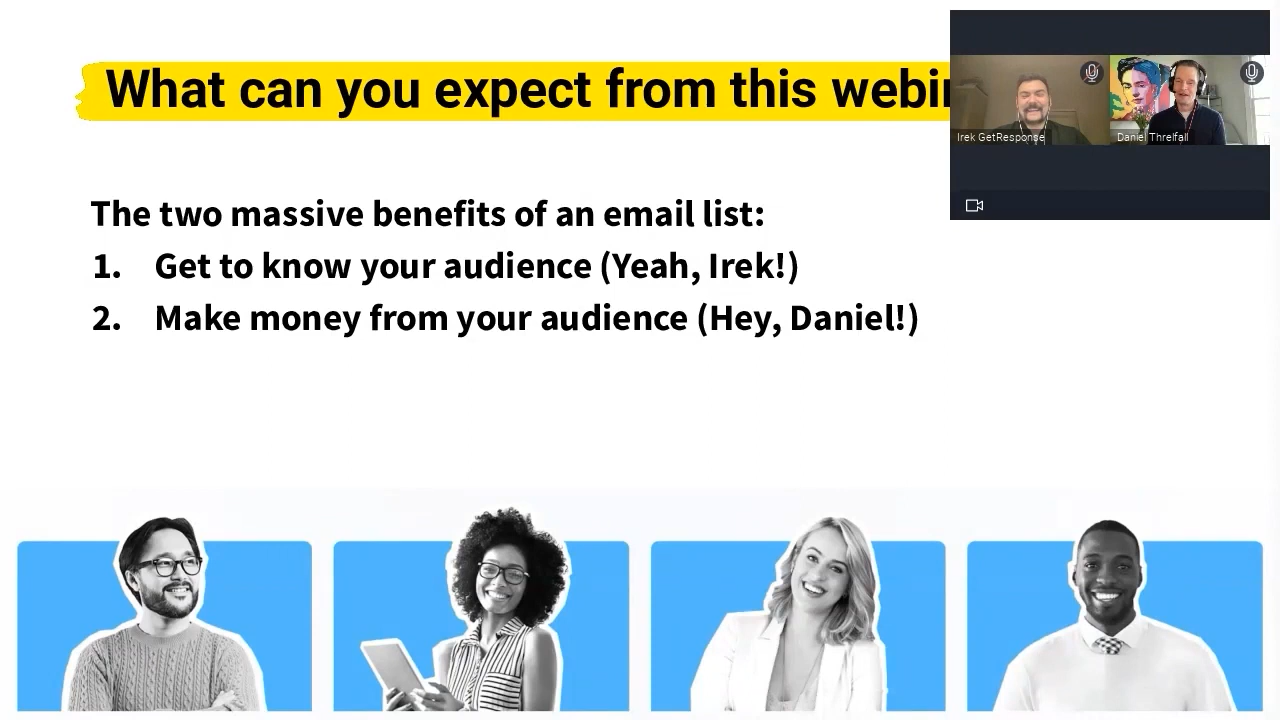 What can you expect from this webin
Irek GetResponse
Daniel Threlfall
The two massive benefits of an email list:
1. Get to know your audience (Yeah, Irek!)
2. Make money from your audience (Hey, Daniel!)